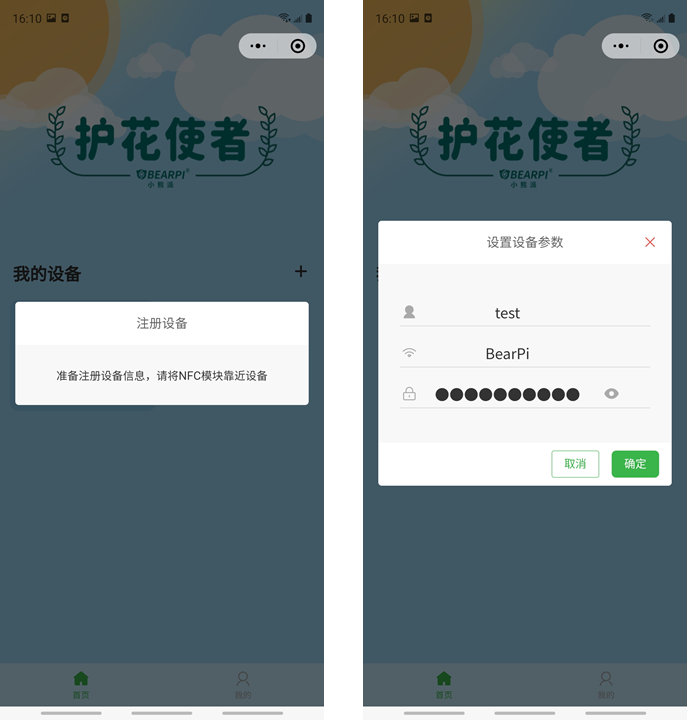 16:10
护花使者
BEARPI®
小熊派
我的设备
+
注册设备
准备注册设备信息，请将NFC模块靠近设备
首页
我的
16:10
护花使者
BEARPI®
小熊派
设置设备参数
test
BearPi
●●●●●●●●●●
取消
确定
首页
我的